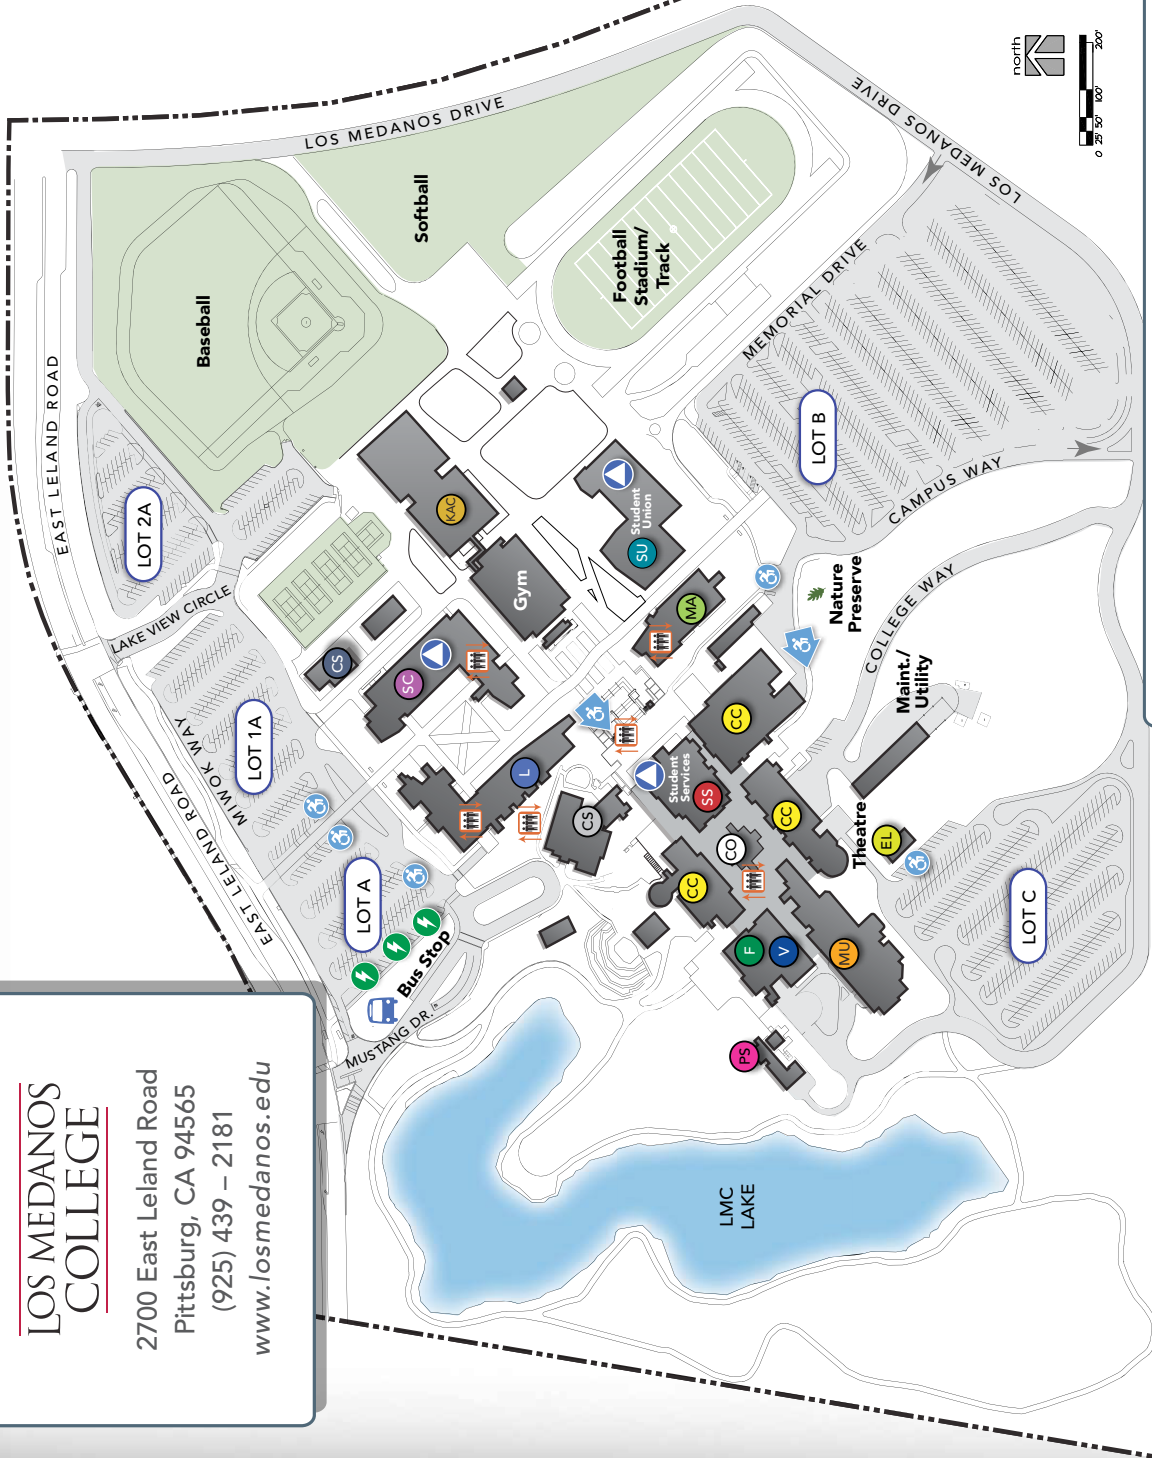 LOS MEDANOS
COLLEGE
2700 East Leland Road
Pittsburg, CA 94565
(925) 439 – 2181
www.losmedanos.edu
EAST LELAND ROAD
LOS MEDANOS DRIVE
LOS MEDANOS DRIVE
north
0 25' 50' 100' 200'
Baseball
Softball
Football
Stadium/
Track
MEMORIAL DRIVE
LOT 2A
LAKE VIEW CIRCLE
LOT B
CAMPUS WAY
KAC
Gym
SU
Student
Union
MA
Nature
Preserve
COLLEGE WAY
CS
SC
Maint./
Utility
MIWOK WAY
LOT 1A
EAST LELAND ROAD
L
CC
Student
Services
SS
CS
CC
CO
CC
Theatre
EL
LOT A
Bus Stop
MUSTANG DR.
F
V
MU
LOT C
PS
LMC
LAKE